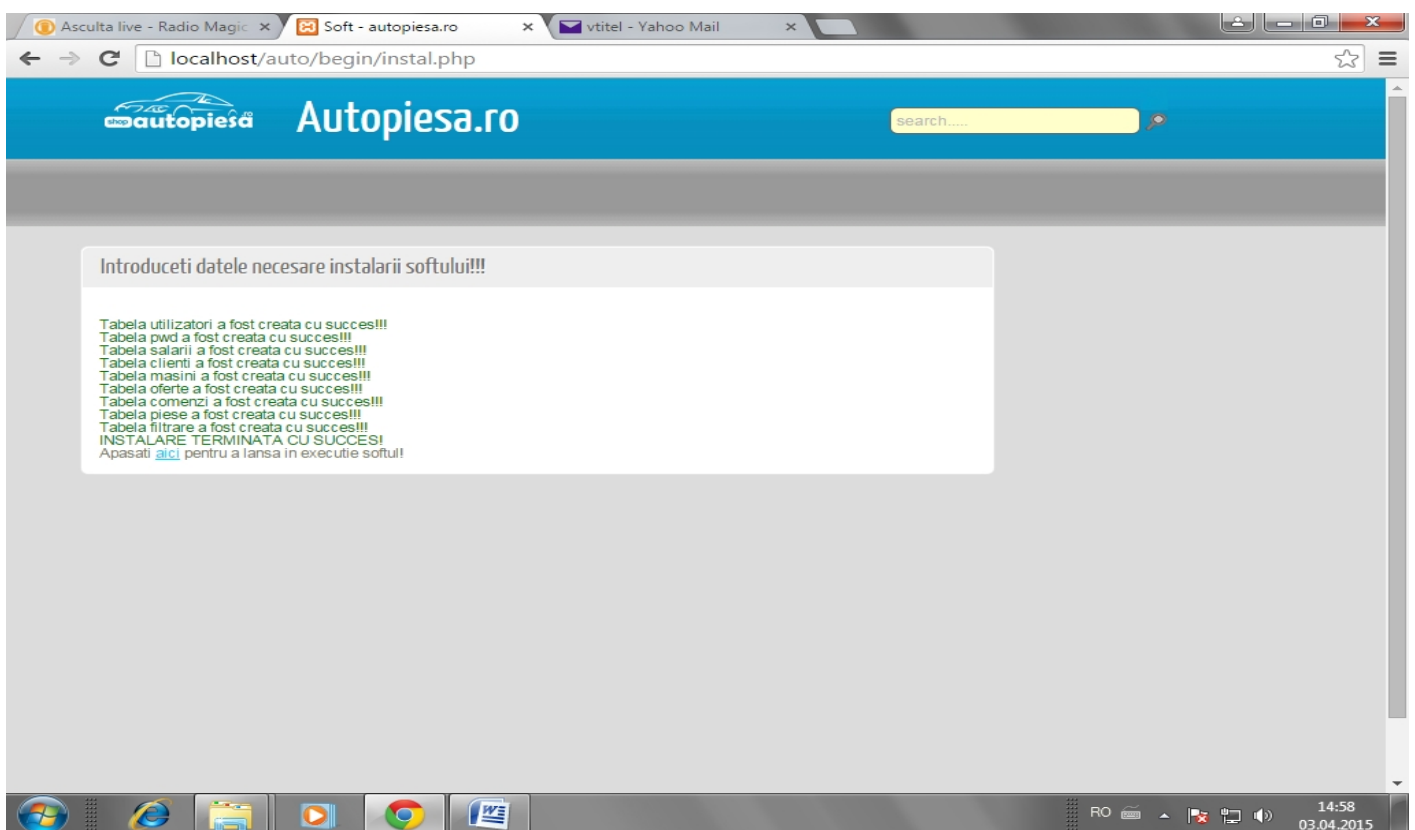 Asculta live - Radio Magic
Soft - autopiesa.ro
vtitel - Yahoo Mail
localhost/auto/begin/instal.php
shop autopiesă
Autopiesa.ro
search.....
Introduceti datele necesare instalarii softului!!!
Tabela utilizatori a fost creata cu succes!!!
Tabela pwd a fost creata cu succes!!!
Tabela salarii a fost creata cu succes!!!
Tabela clienti a fost creata cu succes!!!
Tabela masini a fost creata cu succes!!!
Tabela oferte a fost creata cu succes!!!
Tabela comenzi a fost creata cu succes!!!
Tabela piese a fost creata cu succes!!!
Tabela filtrare a fost creata cu succes!!!
INSTALARE TERMINATA CU SUCCES!
Apasati aici pentru a lansa in executie softul!
RO
14:58
03.04.2015